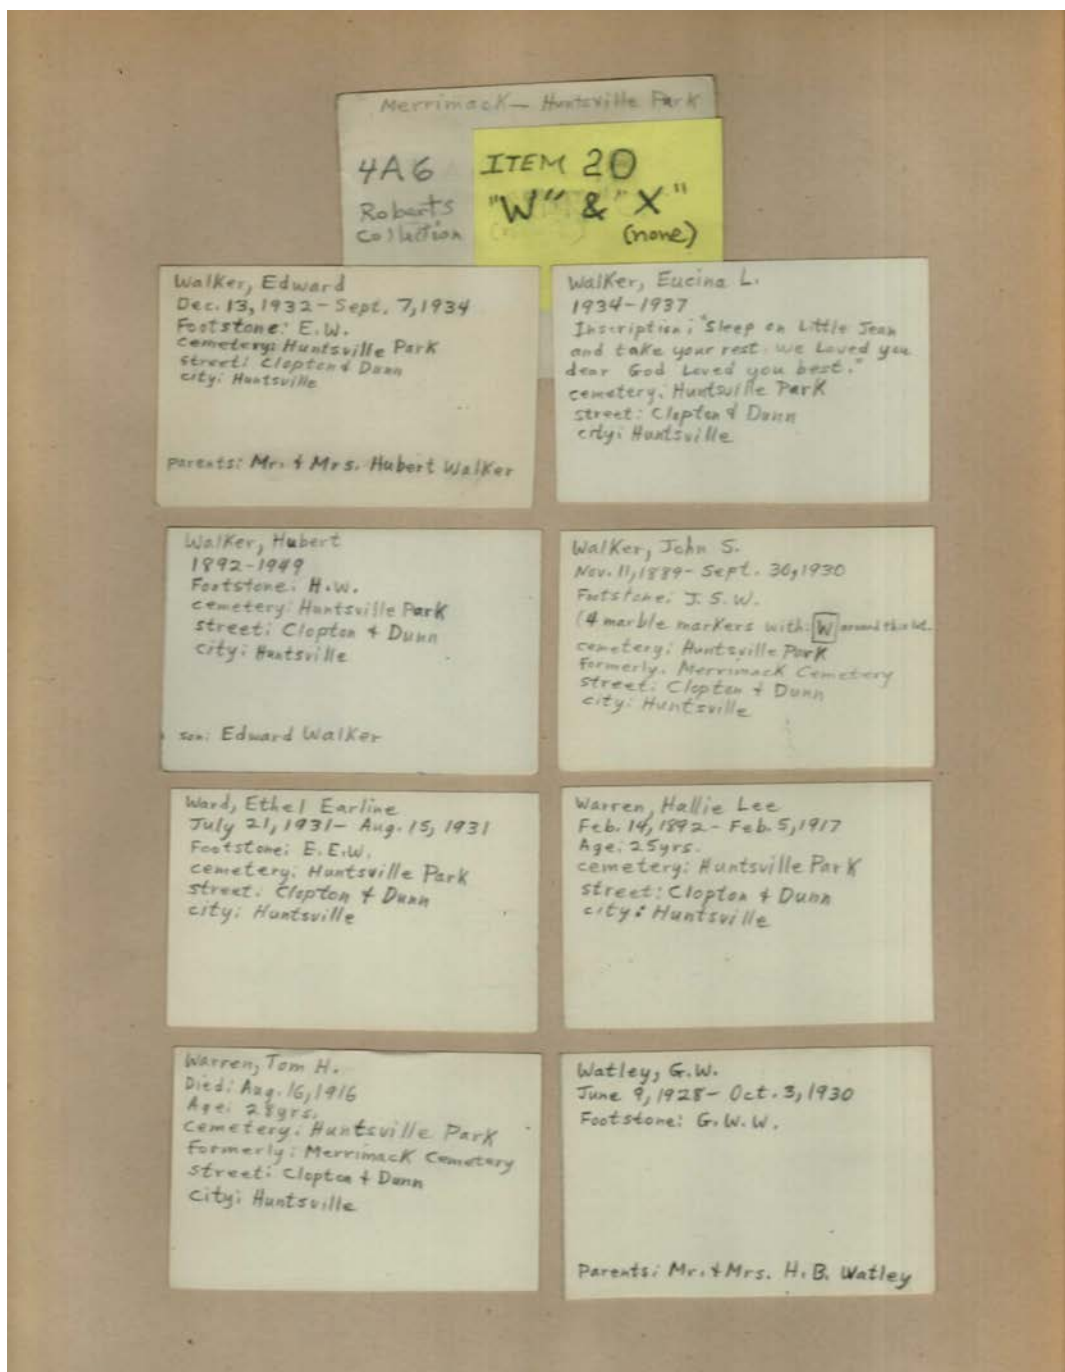 Merrimack — Huntsville Park
4A6
Roberts
Collection
ITEM 20
"W" & "X"
(none)
Walker, Edward
Dec. 13, 1932 - Sept. 7, 1934
Footstone: E.W.
cemetery: Huntsville Park
street: Clopton & Dunn
city: Huntsville
parents: Mr. & Mrs. Hubert Walker
Walker, Eucina L.
1934-1937
Inscription: "Sleep on Little Jean
and take your rest. We Loved you
dear God Loved you best."
cemetery: Huntsville Park
street: Clopton & Dunn
city: Huntsville
Walker, Hubert
1892-1949
Footstone: H.W.
cemetery: Huntsville Park
street: Clopton & Dunn
city: Huntsville
son: Edward Walker
Walker, John S.
Nov. 11, 1889 - Sept. 30, 1930
Footstone: J.S.W.
(4 marble markers with: W around this lot.
cemetery: Huntsville Park
formerly: Merrimack Cemetery
street: Clopton & Dunn
city: Huntsville
Ward, Ethel Earline
July 21, 1931 - Aug. 15, 1931
Footstone: E.E.W.
cemetery: Huntsville Park
street: Clopton & Dunn
city: Huntsville
Warren, Hallie Lee
Feb. 14, 1892 - Feb. 5, 1917
Age: 25yrs.
cemetery: Huntsville Park
street: Clopton & Dunn
city: Huntsville
Warren, Tom H.
Died: Aug. 16, 1916
Age: 28yrs.
cemetery: Huntsville Park
formerly: Merrimack Cemetery
street: Clopton & Dunn
city: Huntsville
Watley, G.W.
June 9, 1928 - Oct. 3, 1930
Footstone: G.W.W.
Parents: Mr. & Mrs. H.B. Watley